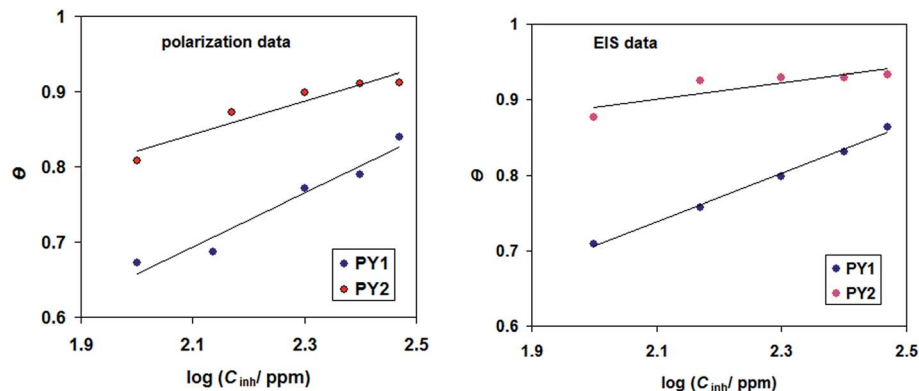 polarization data
1
0.9
0.8
0.7
0.6
ϴ
1.9
2.1
2.3
2.5
log (C inh/ ppm)
PY1
PY2
EIS data
1
0.9
0.8
0.7
0.6
ϴ
1.9
2.1
2.3
2.5
log (C inh/ ppm)
PY1
PY2